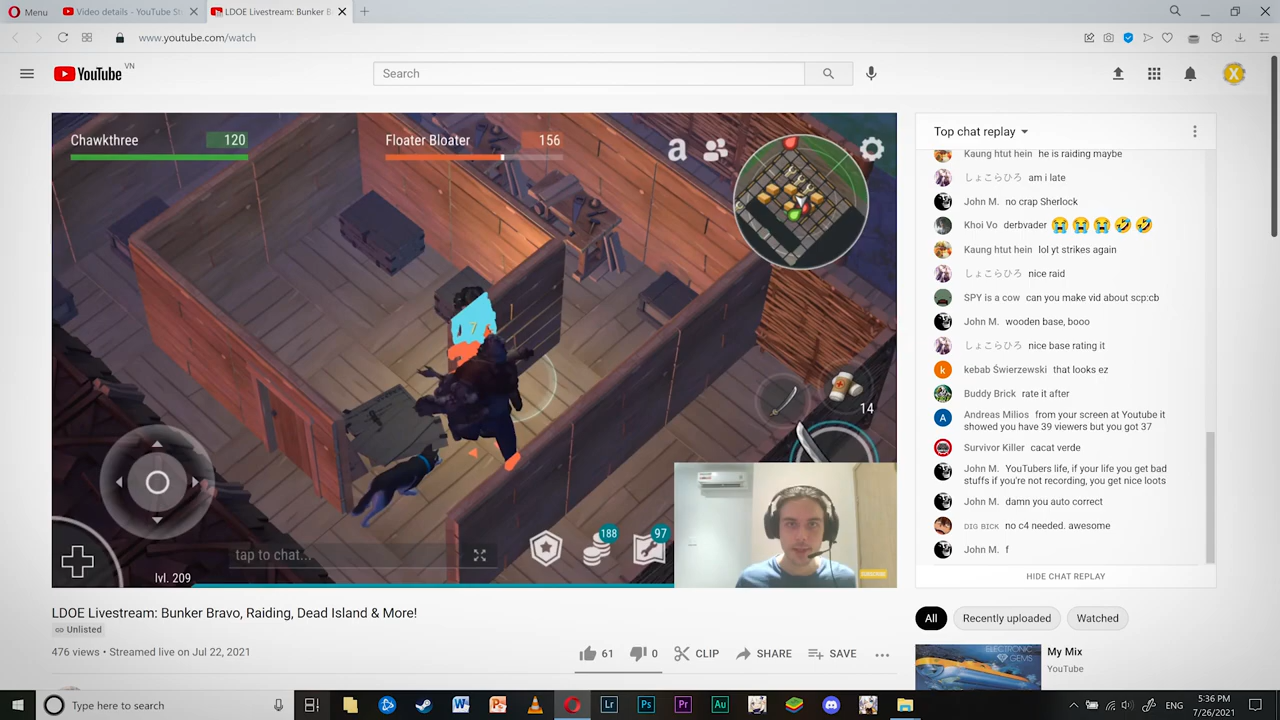 Menu
Video details - YouTube St
LDOE Livestream: Bunker B
www.youtube.com/watch
YouTube VN
Search
X
Chawkthree 120
Floater Bloater 156
a
7
14
188
97
tap to chat...
lvl. 209
SUBSCRIBE
LDOE Livestream: Bunker Bravo, Raiding, Dead Island & More!
Unlisted
476 views • Streamed live on Jul 22, 2021
61
0
CLIP
SHARE
SAVE
Top chat replay
Kaung htut hein he is raiding maybe
しょこらひろ am i late
John M. no crap Sherlock
Khoi Vo derbvader 😭😭😭🤣🤣
Kaung htut hein lol yt strikes again
しょこらひろ nice raid
SPY is a cow can you make vid about scp:cb
John M. wooden base, booo
しょこらひろ nice base rating it
k kebab Świerzewski that looks ez
Buddy Brick rate it after
A Andreas Milios from your screen at Youtube it
showed you have 39 viewers but you got 37
Survivor Killer cacat verde
John M. YouTubers life, if your life you get bad
stuffs if you're not recording, you get nice loots
John M. damn you auto correct
ᴅɪɢ ʙɪᴄᴋ no c4 needed. awesome
John M. f
HIDE CHAT REPLAY
All
Recently uploaded
Watched
ELECTRONIC
GEMS
My Mix
YouTube
Type here to search
W
P
Lr
Ps
Pr
Au
ENG
5:36 PM
7/26/2021